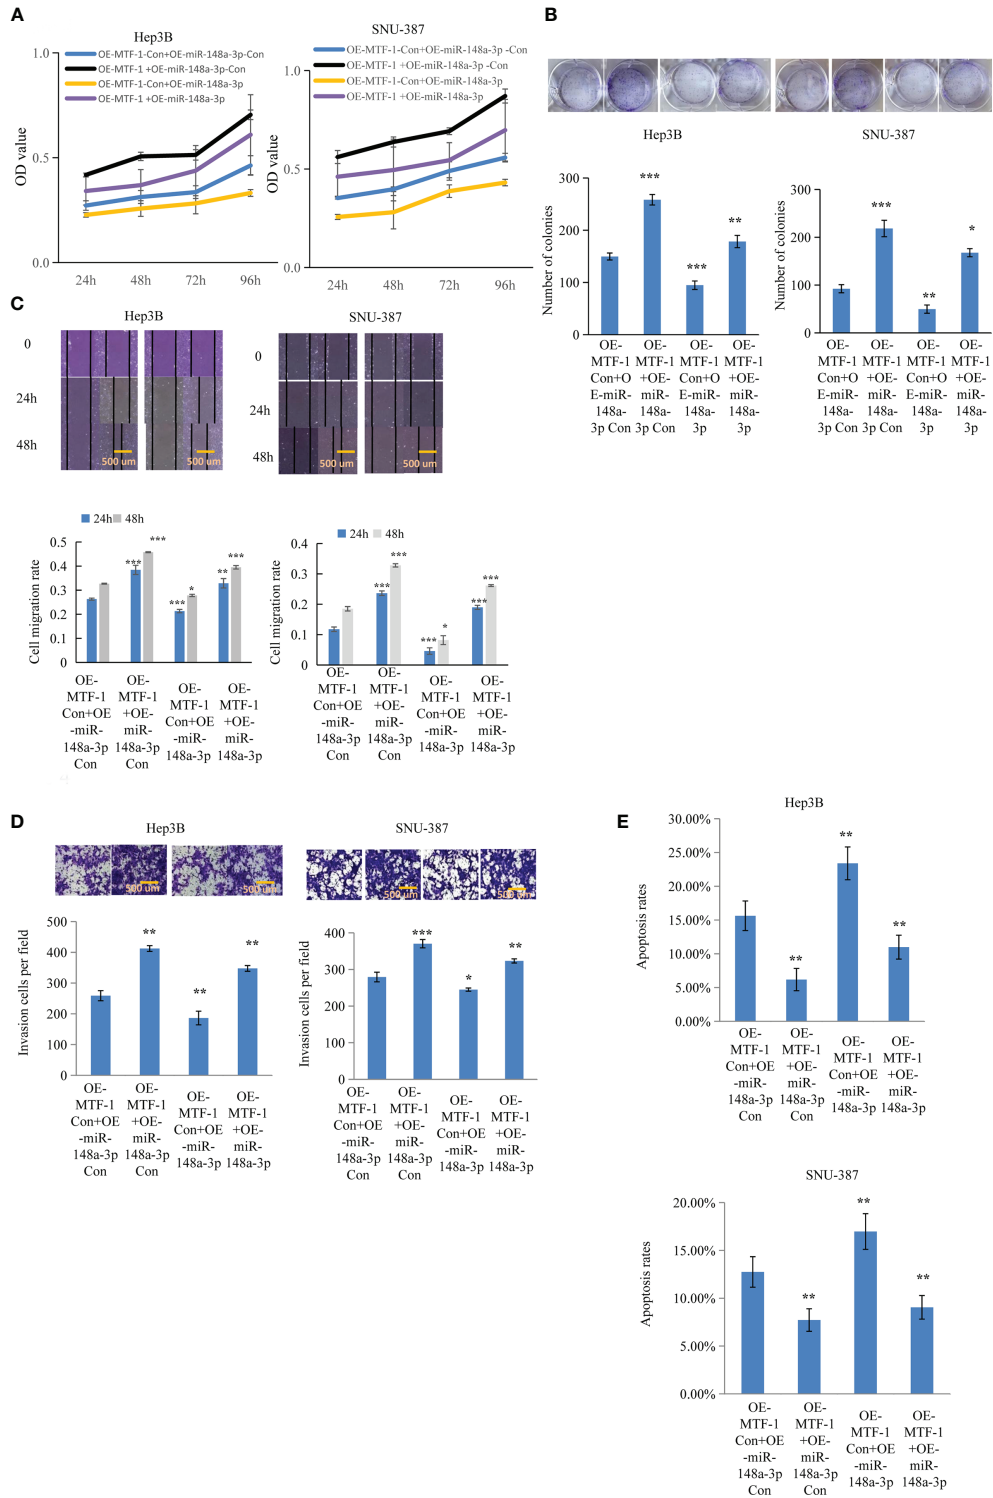 A
Hep3B
OE-MTF-1-Con+OE-miR-148a-3p-Con
OE-MTF-1 +OE-miR-148a-3p-Con
OE-MTF-1-Con+OE-miR-148a-3p
OE-MTF-1 +OE-miR-148a-3p
OD value
1.0
0.5
0.0
24h 48h 72h 96h
SNU-387
OE-MTF-1-Con+OE-miR-148a-3p -Con
OE-MTF-1 +OE-miR-148a-3p -Con
OE-MTF-1-Con+OE-miR-148a-3p
OE-MTF-1 +OE-miR-148a-3p
OD value
1.0
0.5
0.0
24h 48h 72h 96h
B
Hep3B
Number of colonies
300
200
100
0
*** *** **
OE- OE- OE- OE-
MTF-1 MTF-1 MTF-1 MTF-1
Con+O +OE- Con+O +OE-
E-miR- miR- E-miR- miR-
148a- 148a- 148a- 148a-
3p Con 3p Con 3p 3p
SNU-387
Number of colonies
300
200
100
0
*** ** *
OE- OE- OE- OE-
MTF-1 MTF-1 MTF-1 MTF-1
Con+O +OE- Con+O +OE-
E-miR- miR- E-miR- miR-
148a- 148a- 148a- 148a-
3p Con 3p Con 3p 3p
C
Hep3B
0
24h
48h
500 um 500 um
SNU-387
0
24h
48h
500 um 500 um
24h 48h
Cell migration rate
0.5
0.4
0.3
0.2
0.1
0
*** *** *** * ** ***
OE- OE- OE- OE-
MTF-1 MTF-1 MTF-1 MTF-1
Con+OE +OE- Con+OE +OE-
-miR- miR- -miR- miR-
148a-3p 148a-3p 148a-3p 148a-3p
Con Con
24h 48h
Cell migration rate
0.4
0.3
0.2
0.1
0
*** *** *** * *** ***
OE- OE- OE- OE-
MTF-1 MTF-1 MTF-1 MTF-1
Con+OE +OE- Con+OE +OE-
-miR- miR- -miR- miR-
148a-3p 148a-3p 148a-3p 148a-3p
Con Con
D
Hep3B
500 um 500 um
Invasion cells per field
500
400
300
200
100
0
** ** **
OE- OE- OE- OE-
MTF-1 MTF-1 MTF-1 MTF-1
Con+OE +OE- Con+OE +OE-
-miR- miR- -miR- miR-
148a-3p 148a-3p 148a-3p 148a-3p
Con Con
SNU-387
500 um 500 um
Invasion cells per field
400
300
200
100
0
*** * **
OE- OE- OE- OE-
MTF-1 MTF-1 MTF-1 MTF-1
Con+OE +OE- Con+OE +OE-
-miR- miR- -miR- miR-
148a-3p 148a-3p 148a-3p 148a-3p
Con Con
E
Hep3B
Apoptosis rates
30.00%
25.00%
20.00%
15.00%
10.00%
5.00%
0.00%
** ** **
OE- OE- OE- OE-
MTF-1 MTF-1 MTF-1 MTF-1
Con+OE +OE- Con+OE +OE-
-miR- miR- -miR- miR-
148a-3p 148a-3p 148a-3p 148a-3p
Con Con
SNU-387
Apoptosis rates
20.00%
15.00%
10.00%
5.00%
0.00%
** ** **
OE- OE- OE- OE-
MTF-1 MTF-1 MTF-1 MTF-1
Con+OE +OE- Con+OE +OE-
-miR- miR- -miR- miR-
148a-3p 148a-3p 148a-3p 148a-3p
Con Con